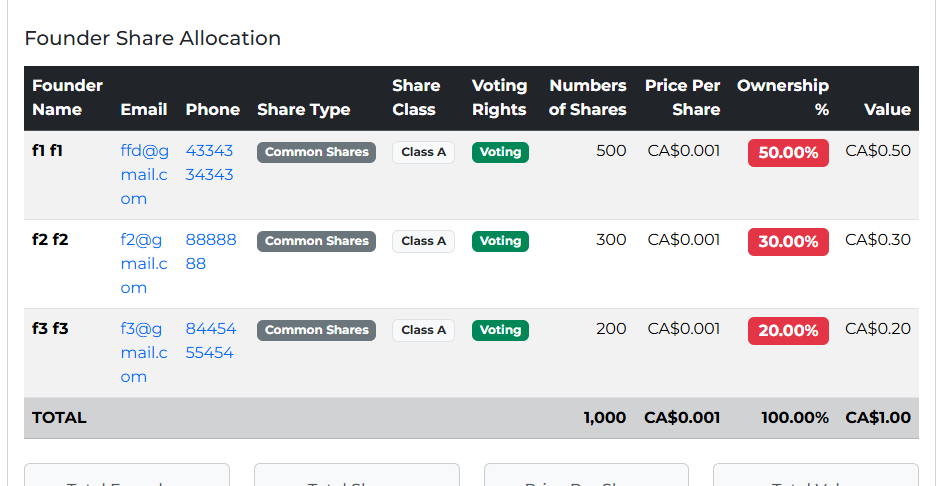 Founder Share Allocation
Founder Name Email Phone Share Type Share Class Voting Rights Numbers of Shares Price Per Share Ownership % Value
f1 f1 ffd@gmail.com 4334334343 Common Shares Class A Voting 500 CA$0.001 50.00% CA$0.50
f2 f2 f2@gmail.com 8888888 Common Shares Class A Voting 300 CA$0.001 30.00% CA$0.30
f3 f3 f3@gmail.com 8445455454 Common Shares Class A Voting 200 CA$0.001 20.00% CA$0.20
TOTAL 1,000 CA$0.001 100.00% CA$1.00